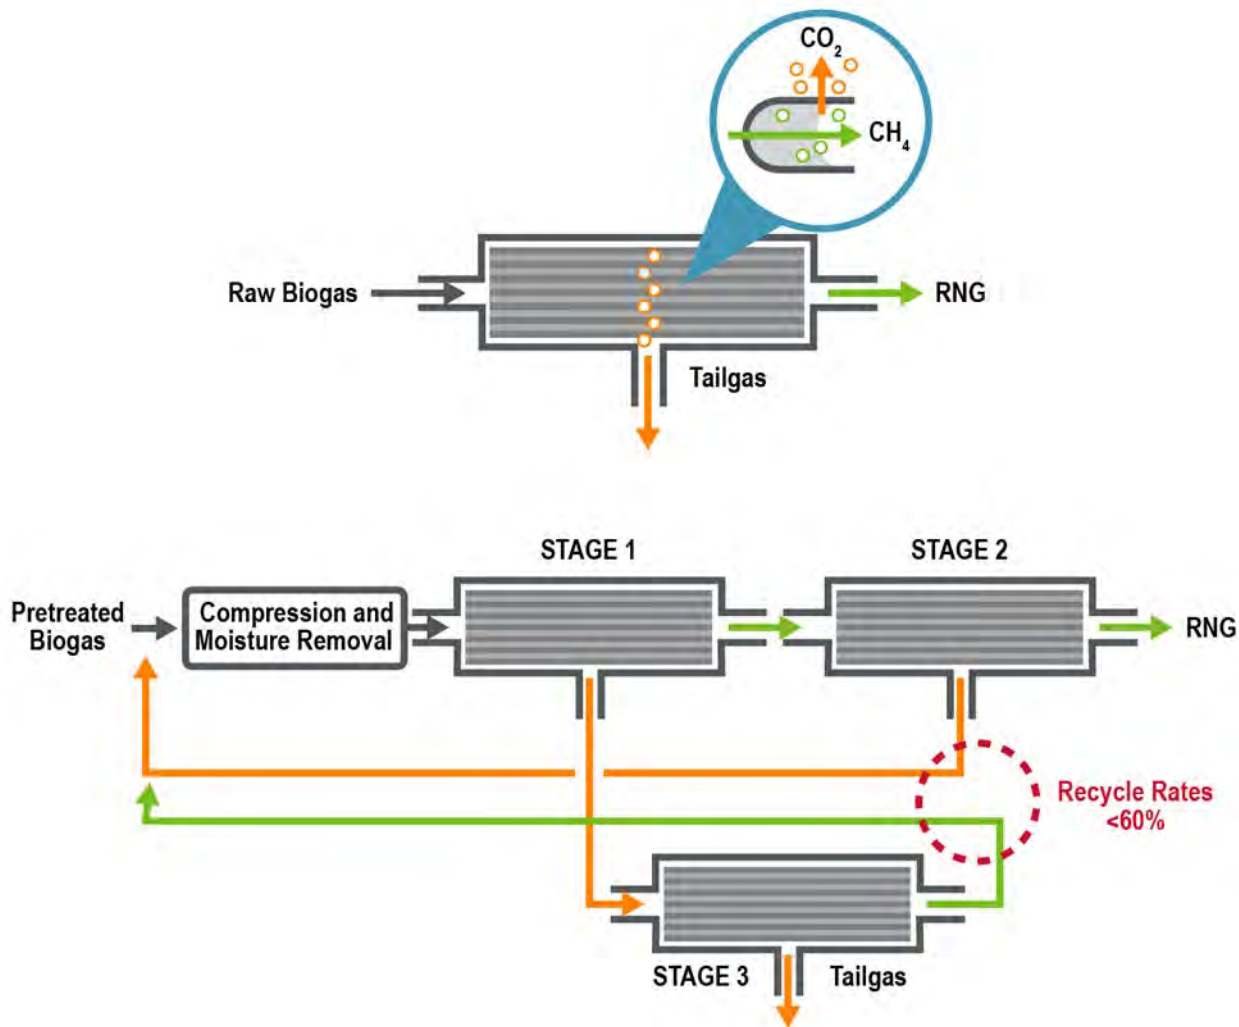 CO₂
CH₄
Raw Biogas
RNG
Tailgas
STAGE 1
STAGE 2
Pretreated
Biogas
Compression and
Moisture Removal
RNG
Recycle Rates
<60%
STAGE 3
Tailgas